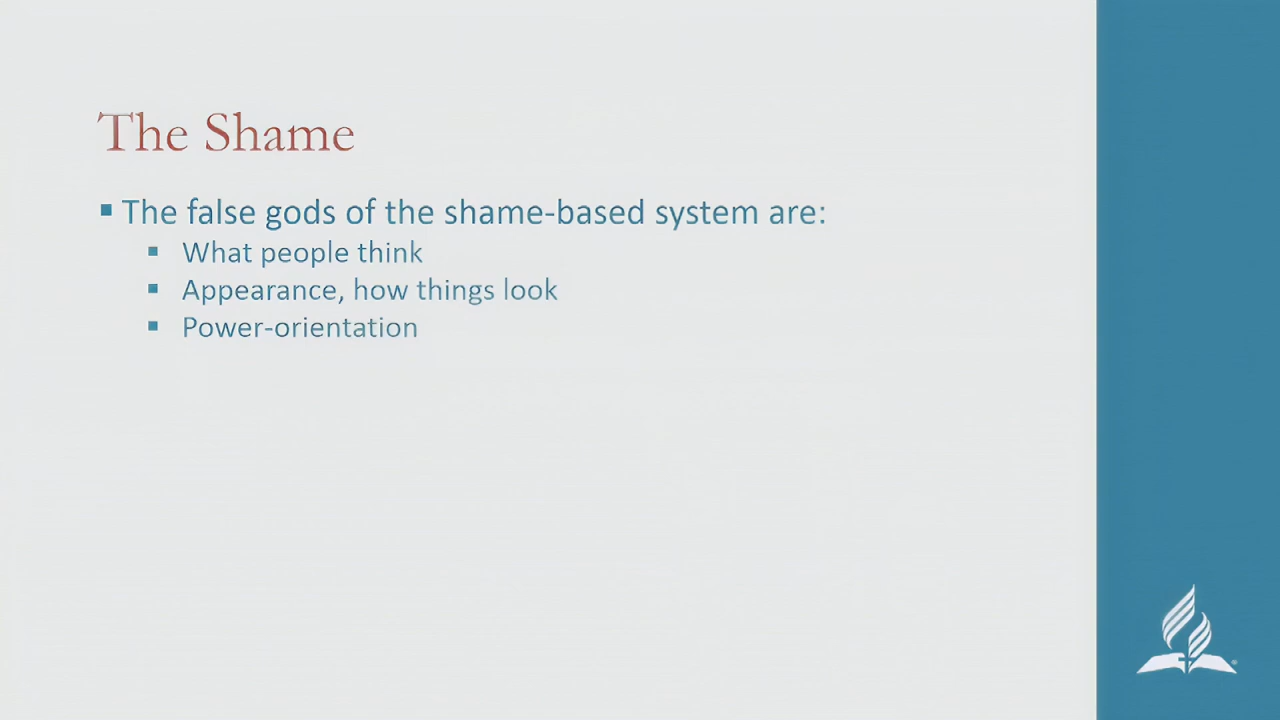 The Shame
The false gods of the shame-based system are:
What people think
Appearance, how things look
Power-orientation